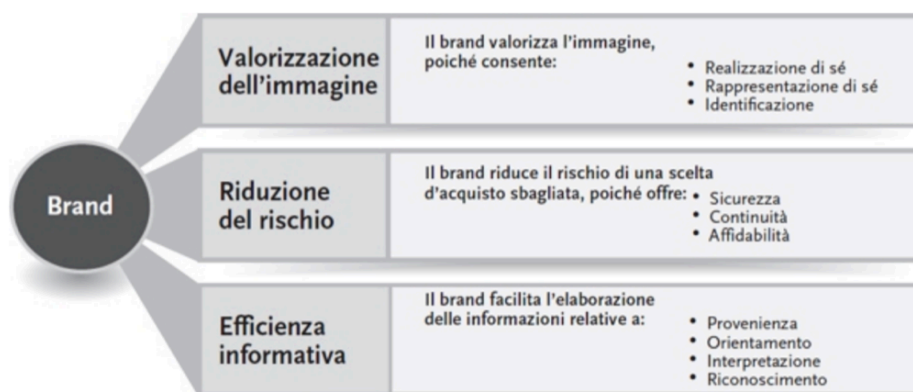 Brand
Valorizzazione
dell'immagine
Il brand valorizza l'immagine,
poiché consente:
• Realizzazione di sé
• Rappresentazione di sé
• Identificazione
Riduzione
del rischio
Il brand riduce il rischio di una scelta
d'acquisto sbagliata, poiché offre:
• Sicurezza
• Continuità
• Affidabilità
Efficienza
informativa
Il brand facilita l'elaborazione
delle informazioni relative a:
• Provenienza
• Orientamento
• Interpretazione
• Riconoscimento